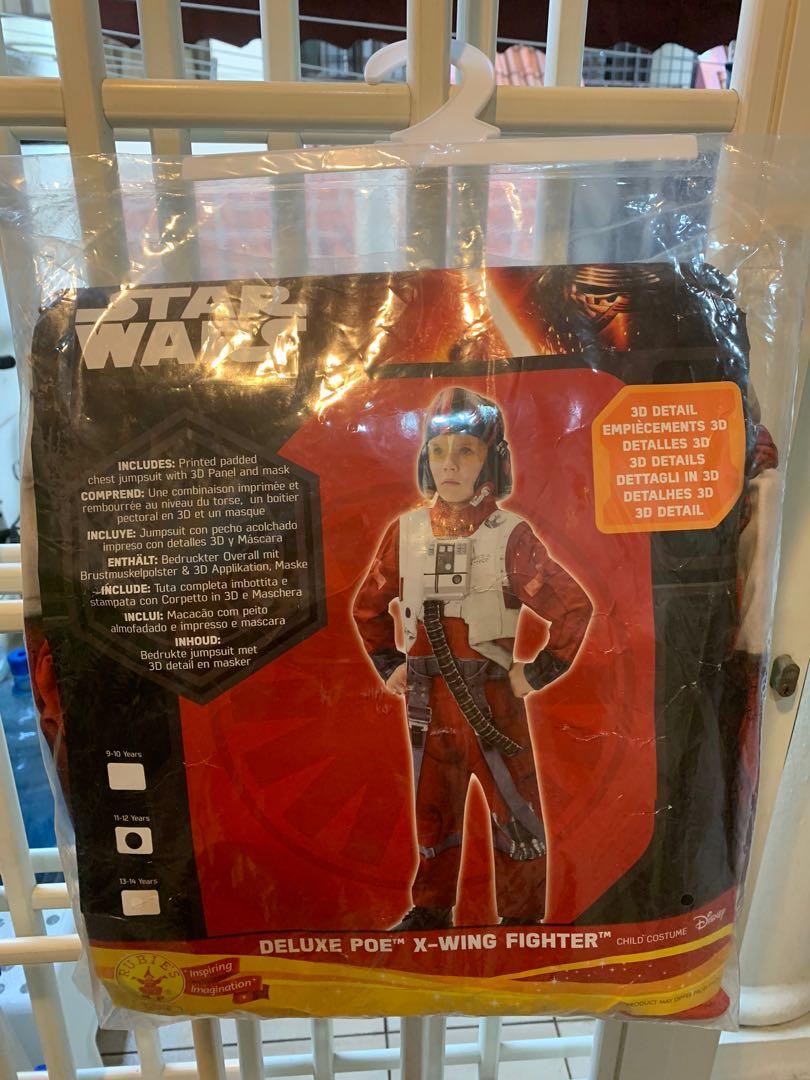 STAR
WARS
3D DETAIL
EMPIÈCEMENTS 3D
DETALLES 3D
3D DETAILS
DETTAGLI IN 3D
DETALHES 3D
3D DETAIL
INCLUDES: Printed padded
chest jumpsuit with 3D Panel and mask
COMPREND: Une combinaison imprimée et
rembourrée au niveau du torse, un boitier
pectoral en 3D et un masque
INCLUYE: Jumpsuit con pecho acolchado
impreso con detalles 3D y Máscara
ENTHÄLT: Bedruckter Overall mit
Brustmuskelpolster & 3D Applikation, Maske
INCLUDE: Tuta completa imbottita e
stampata con Corpetto in 3D e Maschera
INCLUI: Macacão com peito
almofadado e impresso e mascara
INHOUD:
Bedrukte jumpsuit met
3D detail en masker
9-10 Years
11-12 Years
13-14 Years
DELUXE POE™ X-WING FIGHTER™ CHILD COSTUME Disney
RUBIE'S
"Inspiring
Imagination"
PRODUCT MAY DIFFER